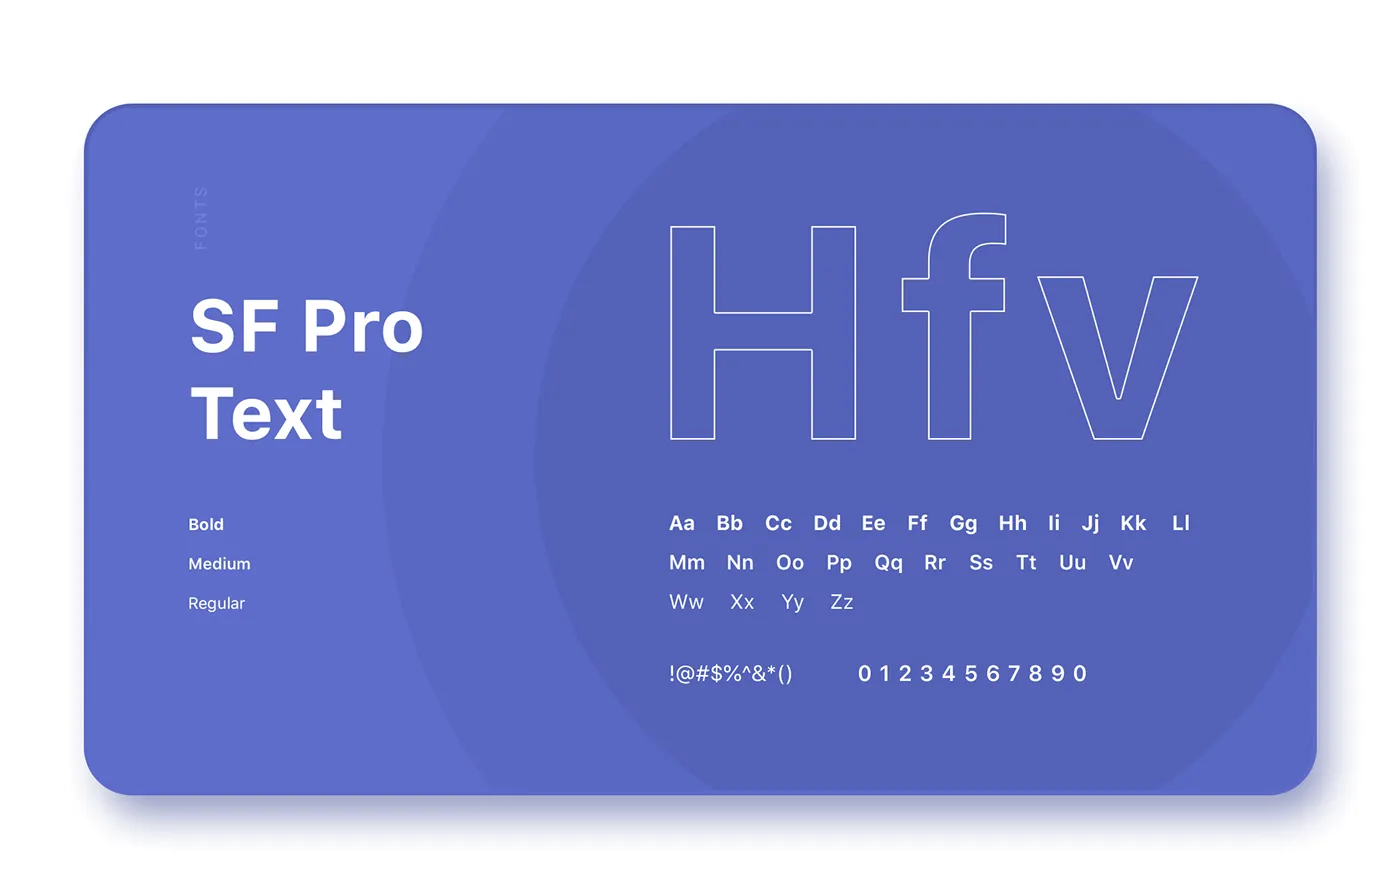 FONTS
SF Pro
Text
Bold
Medium
Regular
Hfv
Aa Bb Cc Dd Ee Ff Gg Hh Ii Jj Kk Ll
Mm Nn Oo Pp Qq Rr Ss Tt Uu Vv
Ww Xx Yy Zz
!@#$%^&*() 0 1 2 3 4 5 6 7 8 9 0